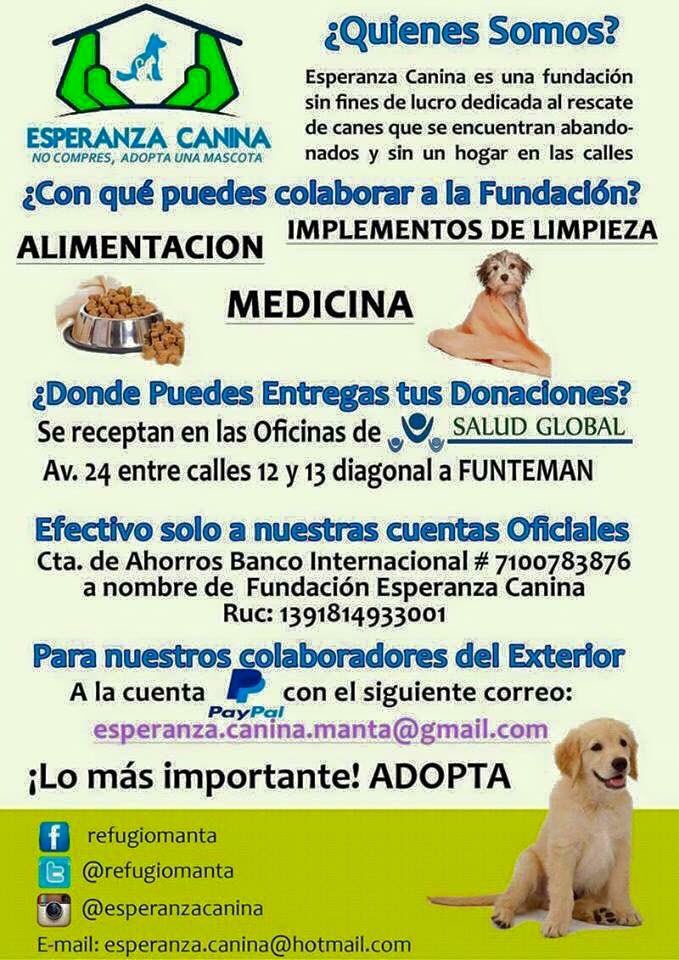 ESPERANZA CANINA
NO COMPRES, ADOPTA UNA MASCOTA
¿Quienes Somos?
Esperanza Canina es una fundación
sin fines de lucro dedicada al rescate
de canes que se encuentran abando-
nados y sin un hogar en las calles
¿Con qué puedes colaborar a la Fundación?
ALIMENTACION
IMPLEMENTOS DE LIMPIEZA
MEDICINA
¿Donde Puedes Entregas tus Donaciones?
Se receptan en las Oficinas de SALUD GLOBAL
Av. 24 entre calles 12 y 13 diagonal a FUNTEMAN
Efectivo solo a nuestras cuentas Oficiales
Cta. de Ahorros Banco Internacional # 7100783876
a nombre de Fundación Esperanza Canina
Ruc: 1391814933001
Para nuestros colaboradores del Exterior
A la cuenta PayPal con el siguiente correo:
esperanza.canina.manta@gmail.com
¡Lo más importante! ADOPTA
refugiomanta
@refugiomanta
@esperanzacanina
E-mail: esperanza.canina@hotmail.com